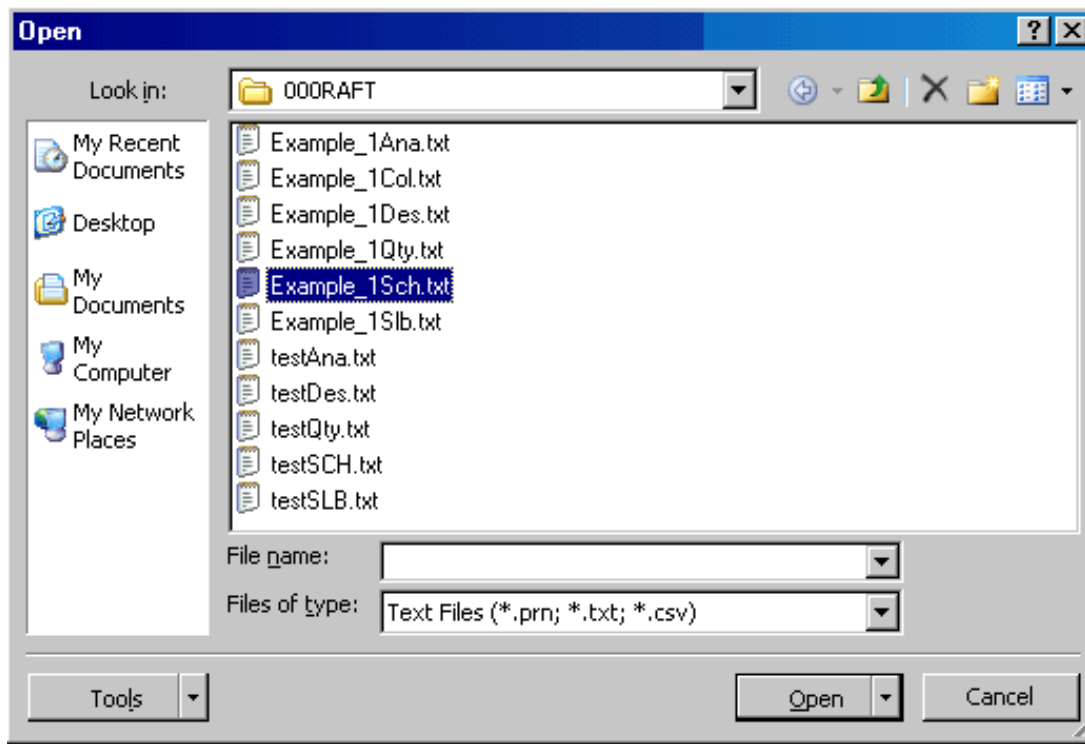 Open
Look in:
000RAFT
My Recent
Documents
Desktop
My
Documents
My
Computer
My Network
Places
Example_1Ana.txt
Example_1Col.txt
Example_1Des.txt
Example_1Qty.txt
Example_1Sch.txt
Example_1Slb.txt
testAna.txt
testDes.txt
testQty.txt
testSCH.txt
testSLB.txt
File name:
Files of type:
Text Files (*.prn; *.txt; *.csv)
Tools
Open
Cancel